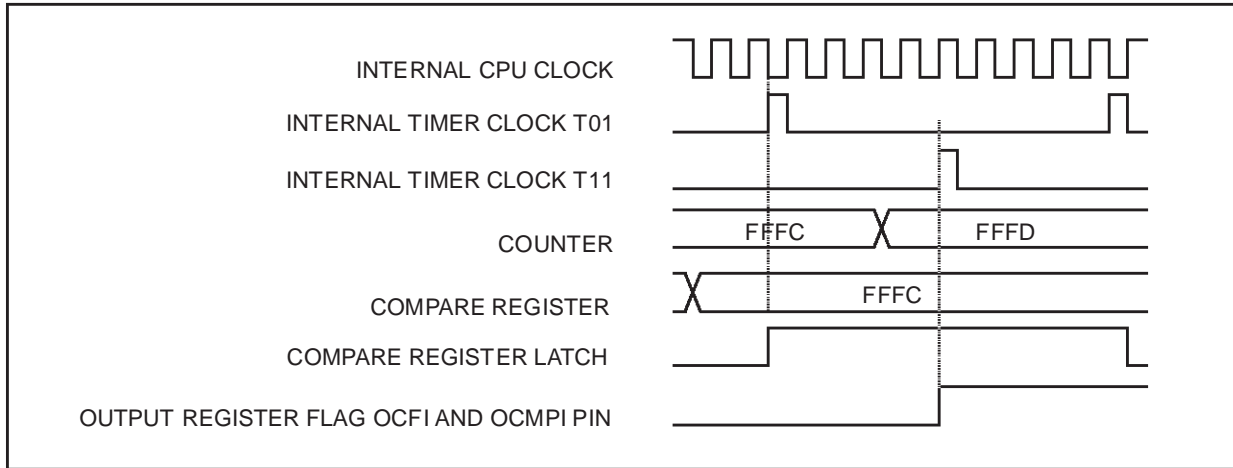 INTERNAL CPU CLOCK
INTERNAL TIMER CLOCK T01
INTERNAL TIMER CLOCK T11
COUNTER
FFFC
FFFD
COMPARE REGISTER
FFFC
COMPARE REGISTER LATCH
OUTPUT REGISTER FLAG OCFI AND OCMPI PIN